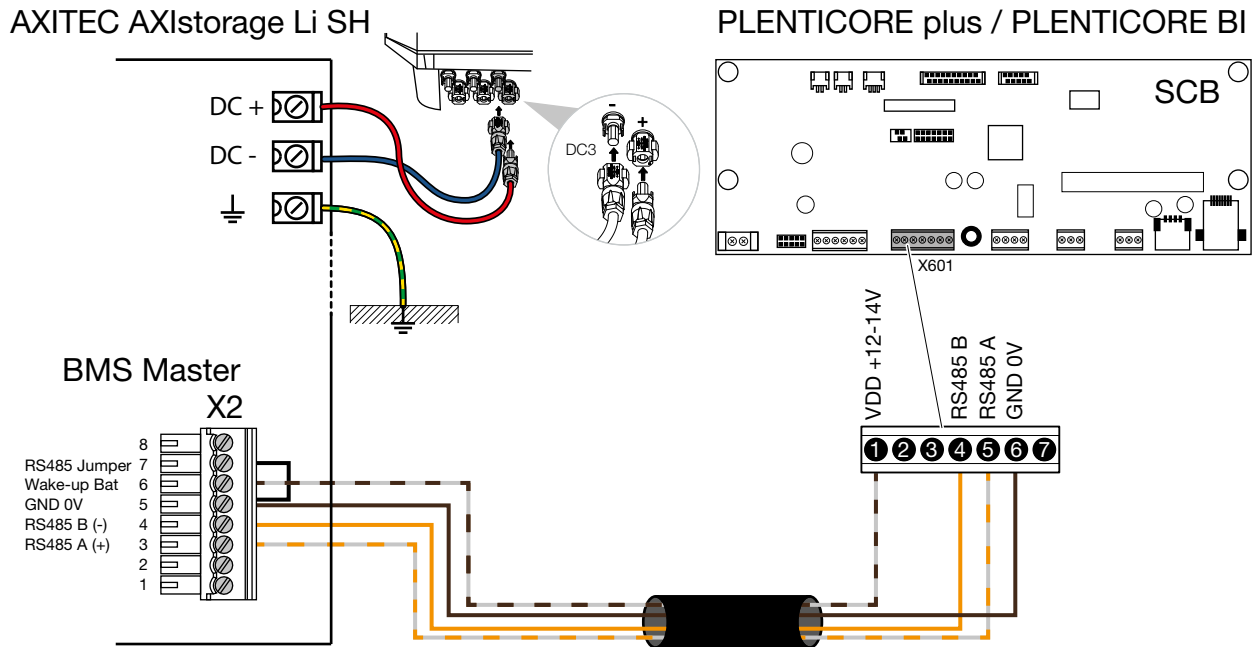 AXITEC AXIstorage Li SH
PLENTICORE plus / PLENTICORE BI
DC +
DC -
- +
DC3
SCB
X601
BMS Master
X2
8
RS485 Jumper 7
Wake-up Bat 6
GND 0V 5
RS485 B (-) 4
RS485 A (+) 3
2
1
VDD +12-14V
RS485 B
RS485 A
GND 0V
1 2 3 4 5 6 7